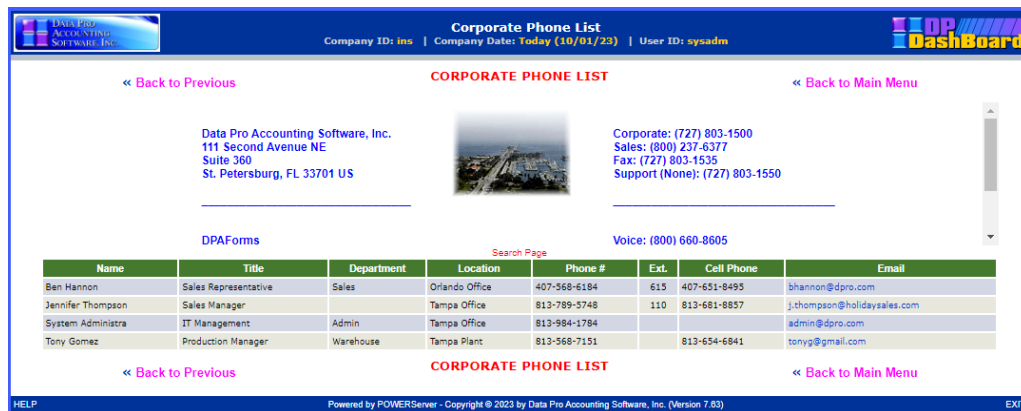 DATA PRO
ACCOUNTING
SOFTWARE, INC.
Corporate Phone List
Company ID: ins | Company Date: Today (10/01/23) | User ID: sysadm
DP
DashBoard
« Back to Previous
CORPORATE PHONE LIST
« Back to Main Menu
Data Pro Accounting Software, Inc.
111 Second Avenue NE
Suite 360
St. Petersburg, FL 33701 US
Corporate: (727) 803-1500
Sales: (800) 237-6377
Fax: (727) 803-1535
Support (None): (727) 803-1550
DPAForms
Voice: (800) 660-8605
Search Page
Name Title Department Location Phone # Ext. Cell Phone Email
Ben Hannon Sales Representative Sales Orlando Office 407-568-6184 615 407-651-8495 bhannon@dpro.com
Jennifer Thompson Sales Manager Tampa Office 813-789-5748 110 813-681-8857 j.thompson@holidaysales.com
System Administra IT Management Admin Tampa Office 813-984-1784 admin@dpro.com
Tony Gomez Production Manager Warehouse Tampa Plant 813-568-7151 813-654-6841 tonyg@gmail.com
« Back to Previous
CORPORATE PHONE LIST
« Back to Main Menu
HELP
Powered by POWERServer - Copyright © 2023 by Data Pro Accounting Software, Inc. (Version 7.63)
EXI